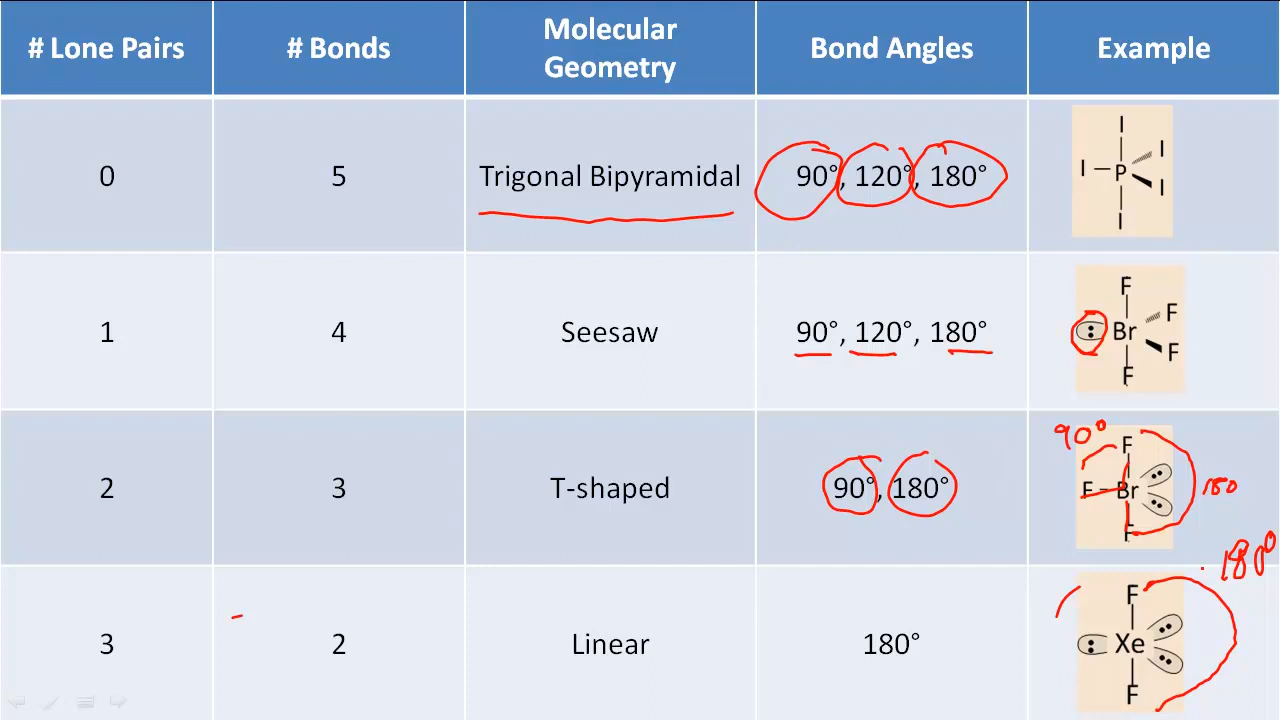 # Lone Pairs # Bonds Molecular Geometry Bond Angles Example
0 5 Trigonal Bipyramidal 90°, 120°, 180°
I
I
I – P
I
I
1 4 Seesaw 90°, 120°, 180°
F
: Br F
F
F
2 3 T-shaped 90°, 180°
90°
F
F – Br
180
F
180°
3 2 Linear 180°
F
Xe
F